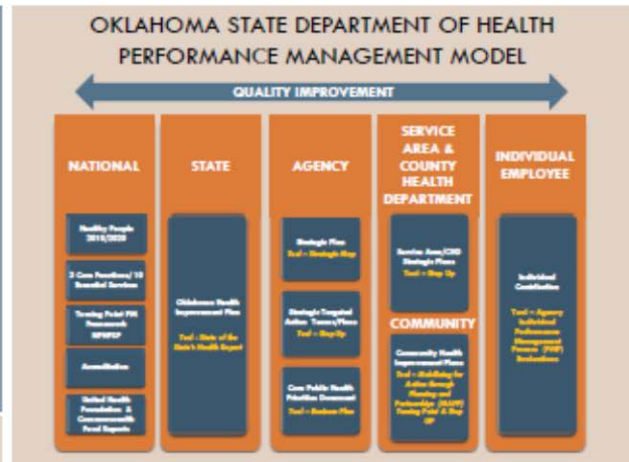 OKLAHOMA STATE DEPARTMENT OF HEALTH
PERFORMANCE MANAGEMENT MODEL
QUALITY IMPROVEMENT
NATIONAL
Healthy People
2010/2020
3 Core Functions/ 10
Essential Services
Turning Point PM
Framework
Accreditation
United Health
Foundation &
Commonwealth
Fund Reports
STATE
Oklahoma Health
Improvement Plan
Tool - State of the
State's Health Report
AGENCY
Strategic Plan
Tool – Strategic Map
Strategic Targeted
Action Teams/Plans
Tool – Step Up
Core Public Health
Priorities Document
Tool – Business Plan
SERVICE
AREA &
COUNTY
HEALTH
DEPARTMENT
Service Area/CHD
Strategic Plans
Tool – Step Up
COMMUNITY
Community Health
Improvement Plans
Tool – Mobilizing for
Action through
Planning and
Partnerships (MAPP)
Turning Point & Step
UP
INDIVIDUAL
EMPLOYEE
Individual
Contribution
Tool – Agency
Individual
Performance
Management
Process (PMP)
Evaluations